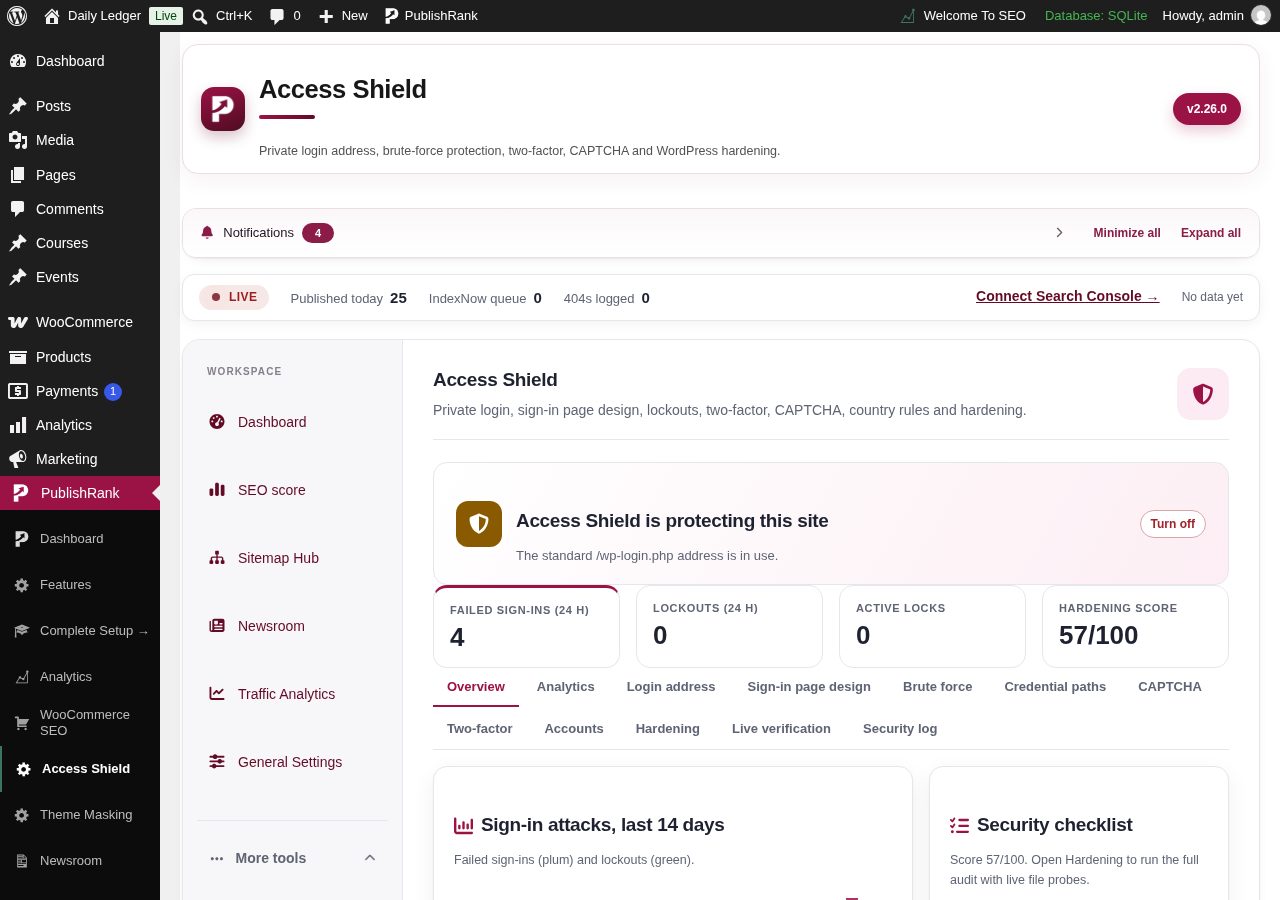 Daily Ledger Live Ctrl+K 0 New PublishRank Welcome To SEO Database: SQLite Howdy, admin
Dashboard
Posts
Media
Pages
Comments
Courses
Events
WooCommerce
Products
Payments 1
Analytics
Marketing
PublishRank
Dashboard
Features
Complete Setup →
Analytics
WooCommerce
SEO
Access Shield
Theme Masking
Newsroom
Access Shield
Private login address, brute-force protection, two-factor, CAPTCHA and WordPress hardening.
v2.26.0
Notifications 4 Minimize all Expand all
LIVE Published today 25 IndexNow queue 0 404s logged 0 Connect Search Console → No data yet
WORKSPACE
Dashboard
SEO score
Sitemap Hub
Newsroom
Traffic Analytics
General Settings
More tools
Access Shield
Private login, sign-in page design, lockouts, two-factor, CAPTCHA, country rules and hardening.
Access Shield is protecting this site
The standard /wp-login.php address is in use.
Turn off
FAILED SIGN-INS (24 H)
4
LOCKOUTS (24 H)
0
ACTIVE LOCKS
0
HARDENING SCORE
57/100
Overview Analytics Login address Sign-in page design Brute force Credential paths CAPTCHA
Two-factor Accounts Hardening Live verification Security log
Sign-in attacks, last 14 days
Failed sign-ins (plum) and lockouts (green).
Security checklist
Score 57/100. Open Hardening to run the full
audit with live file probes.